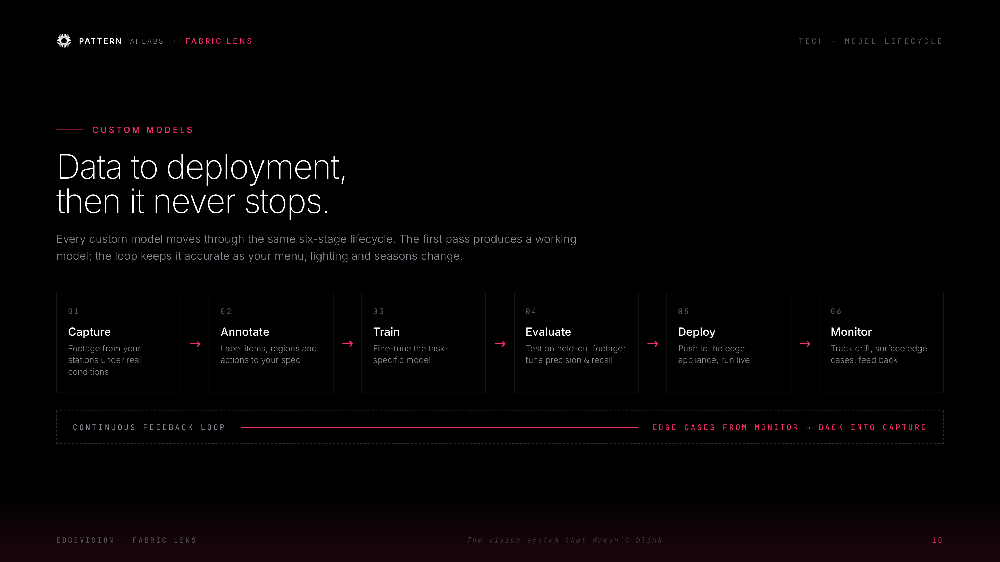 PATTERN AI LABS / FABRIC LENS
TECH · MODEL LIFECYCLE
CUSTOM MODELS
Data to deployment,
then it never stops.
Every custom model moves through the same six-stage lifecycle. The first pass produces a working
model; the loop keeps it accurate as your menu, lighting and seasons change.
01
Capture
Footage from your
stations under real
conditions
→
02
Annotate
Label items, regions and
actions to your spec
→
03
Train
Fine-tune the task-
specific model
→
04
Evaluate
Test on held-out footage;
tune precision & recall
→
05
Deploy
Push to the edge
appliance, run live
→
06
Monitor
Track drift, surface edge
cases, feed back
CONTINUOUS FEEDBACK LOOP
EDGE CASES FROM MONITOR → BACK INTO CAPTURE
EDGEVISION · FABRIC LENS
The vision system that doesn’t blink
10